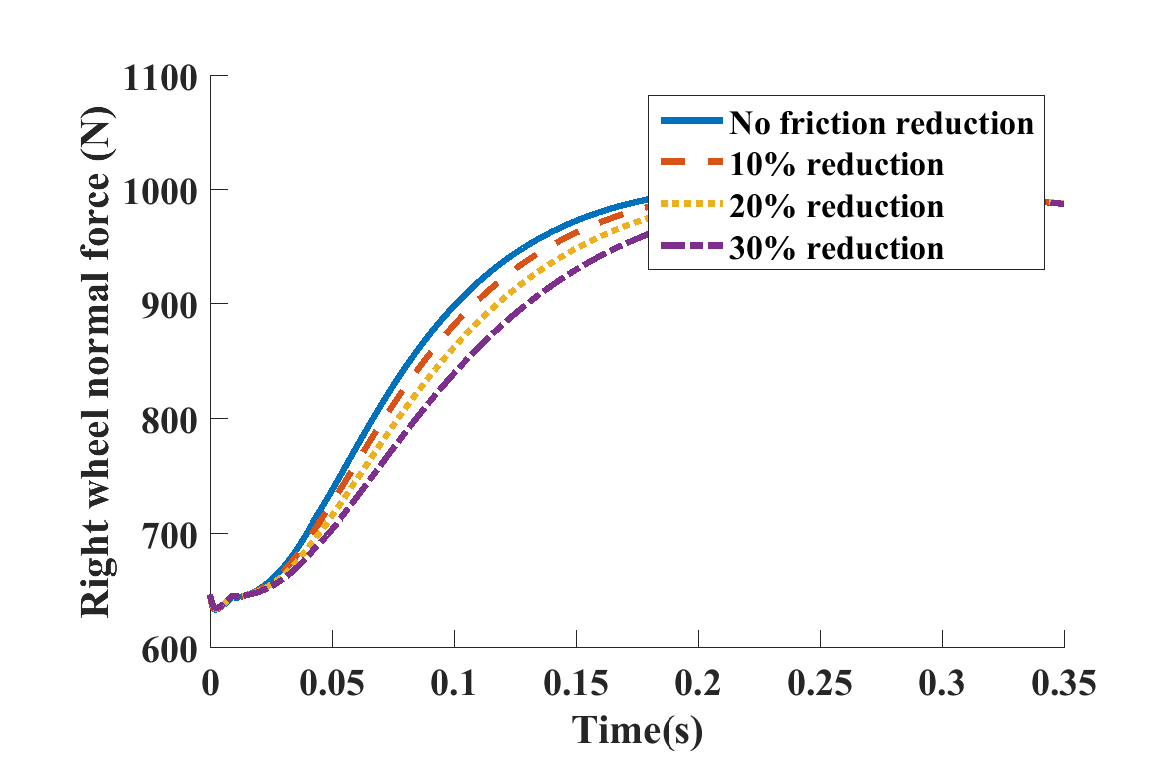 1100
1000
900
800
700
600
Right wheel normal force (N)
No friction reduction
10% reduction
20% reduction
30% reduction
0 0.05 0.1 0.15 0.2 0.25 0.3 0.35
Time(s)